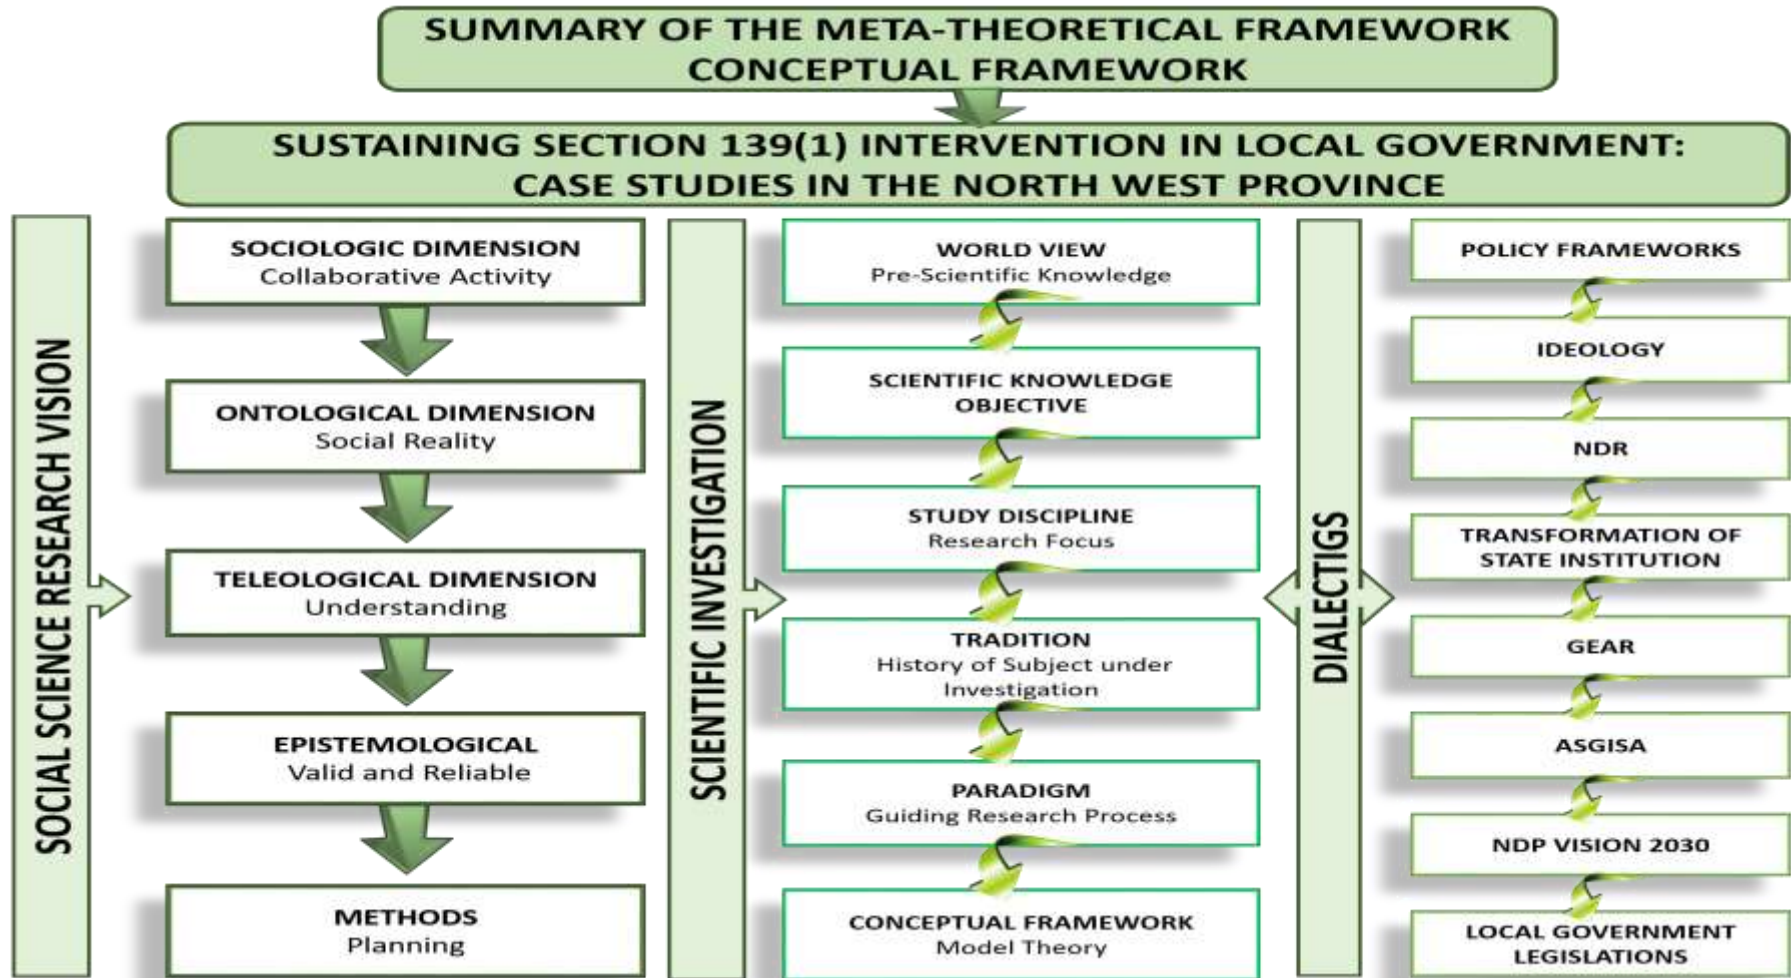 SUMMARY OF THE META-THEORETICAL FRAMEWORK
CONCEPTUAL FRAMEWORK
SUSTAINING SECTION 139(1) INTERVENTION IN LOCAL GOVERNMENT:
CASE STUDIES IN THE NORTH WEST PROVINCE
SOCIAL SCIENCE RESEARCH VISION
SOCIOLOGIC DIMENSION
Collaborative Activity
ONTOLOGICAL DIMENSION
Social Reality
TELEOLOGICAL DIMENSION
Understanding
EPISTEMOLOGICAL
Valid and Reliable
METHODS
Planning
SCIENTIFIC INVESTIGATION
WORLD VIEW
Pre-Scientific Knowledge
SCIENTIFIC KNOWLEDGE
OBJECTIVE
STUDY DISCIPLINE
Research Focus
TRADITION
History of Subject under
Investigation
PARADIGM
Guiding Research Process
CONCEPTUAL FRAMEWORK
Model Theory
DIALECTIGS
POLICY FRAMEWORKS
IDEOLOGY
NDR
TRANSFORMATION OF
STATE INSTITUTION
GEAR
ASGISA
NDP VISION 2030
LOCAL GOVERNMENT
LEGISLATIONS